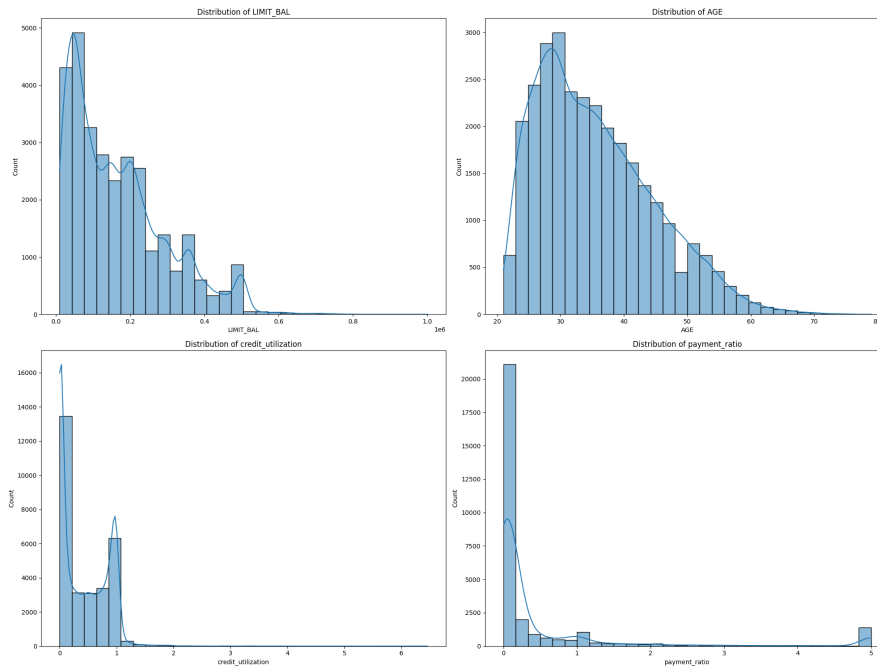 Distribution of LIMIT_BAL
5000
4000
3000
2000
1000
0
Count
0.0 0.2 0.4 0.6 0.8 1.0
1e6
LIMIT_BAL
Distribution of AGE
3000
2500
2000
1500
1000
500
0
Count
20 30 40 50 60 70 80
AGE
Distribution of credit_utilization
16000
14000
12000
10000
8000
6000
4000
2000
0
Count
0 1 2 3 4 5 6
credit_utilization
Distribution of payment_ratio
20000
17500
15000
12500
10000
7500
5000
2500
0
Count
0 1 2 3 4 5
payment_ratio